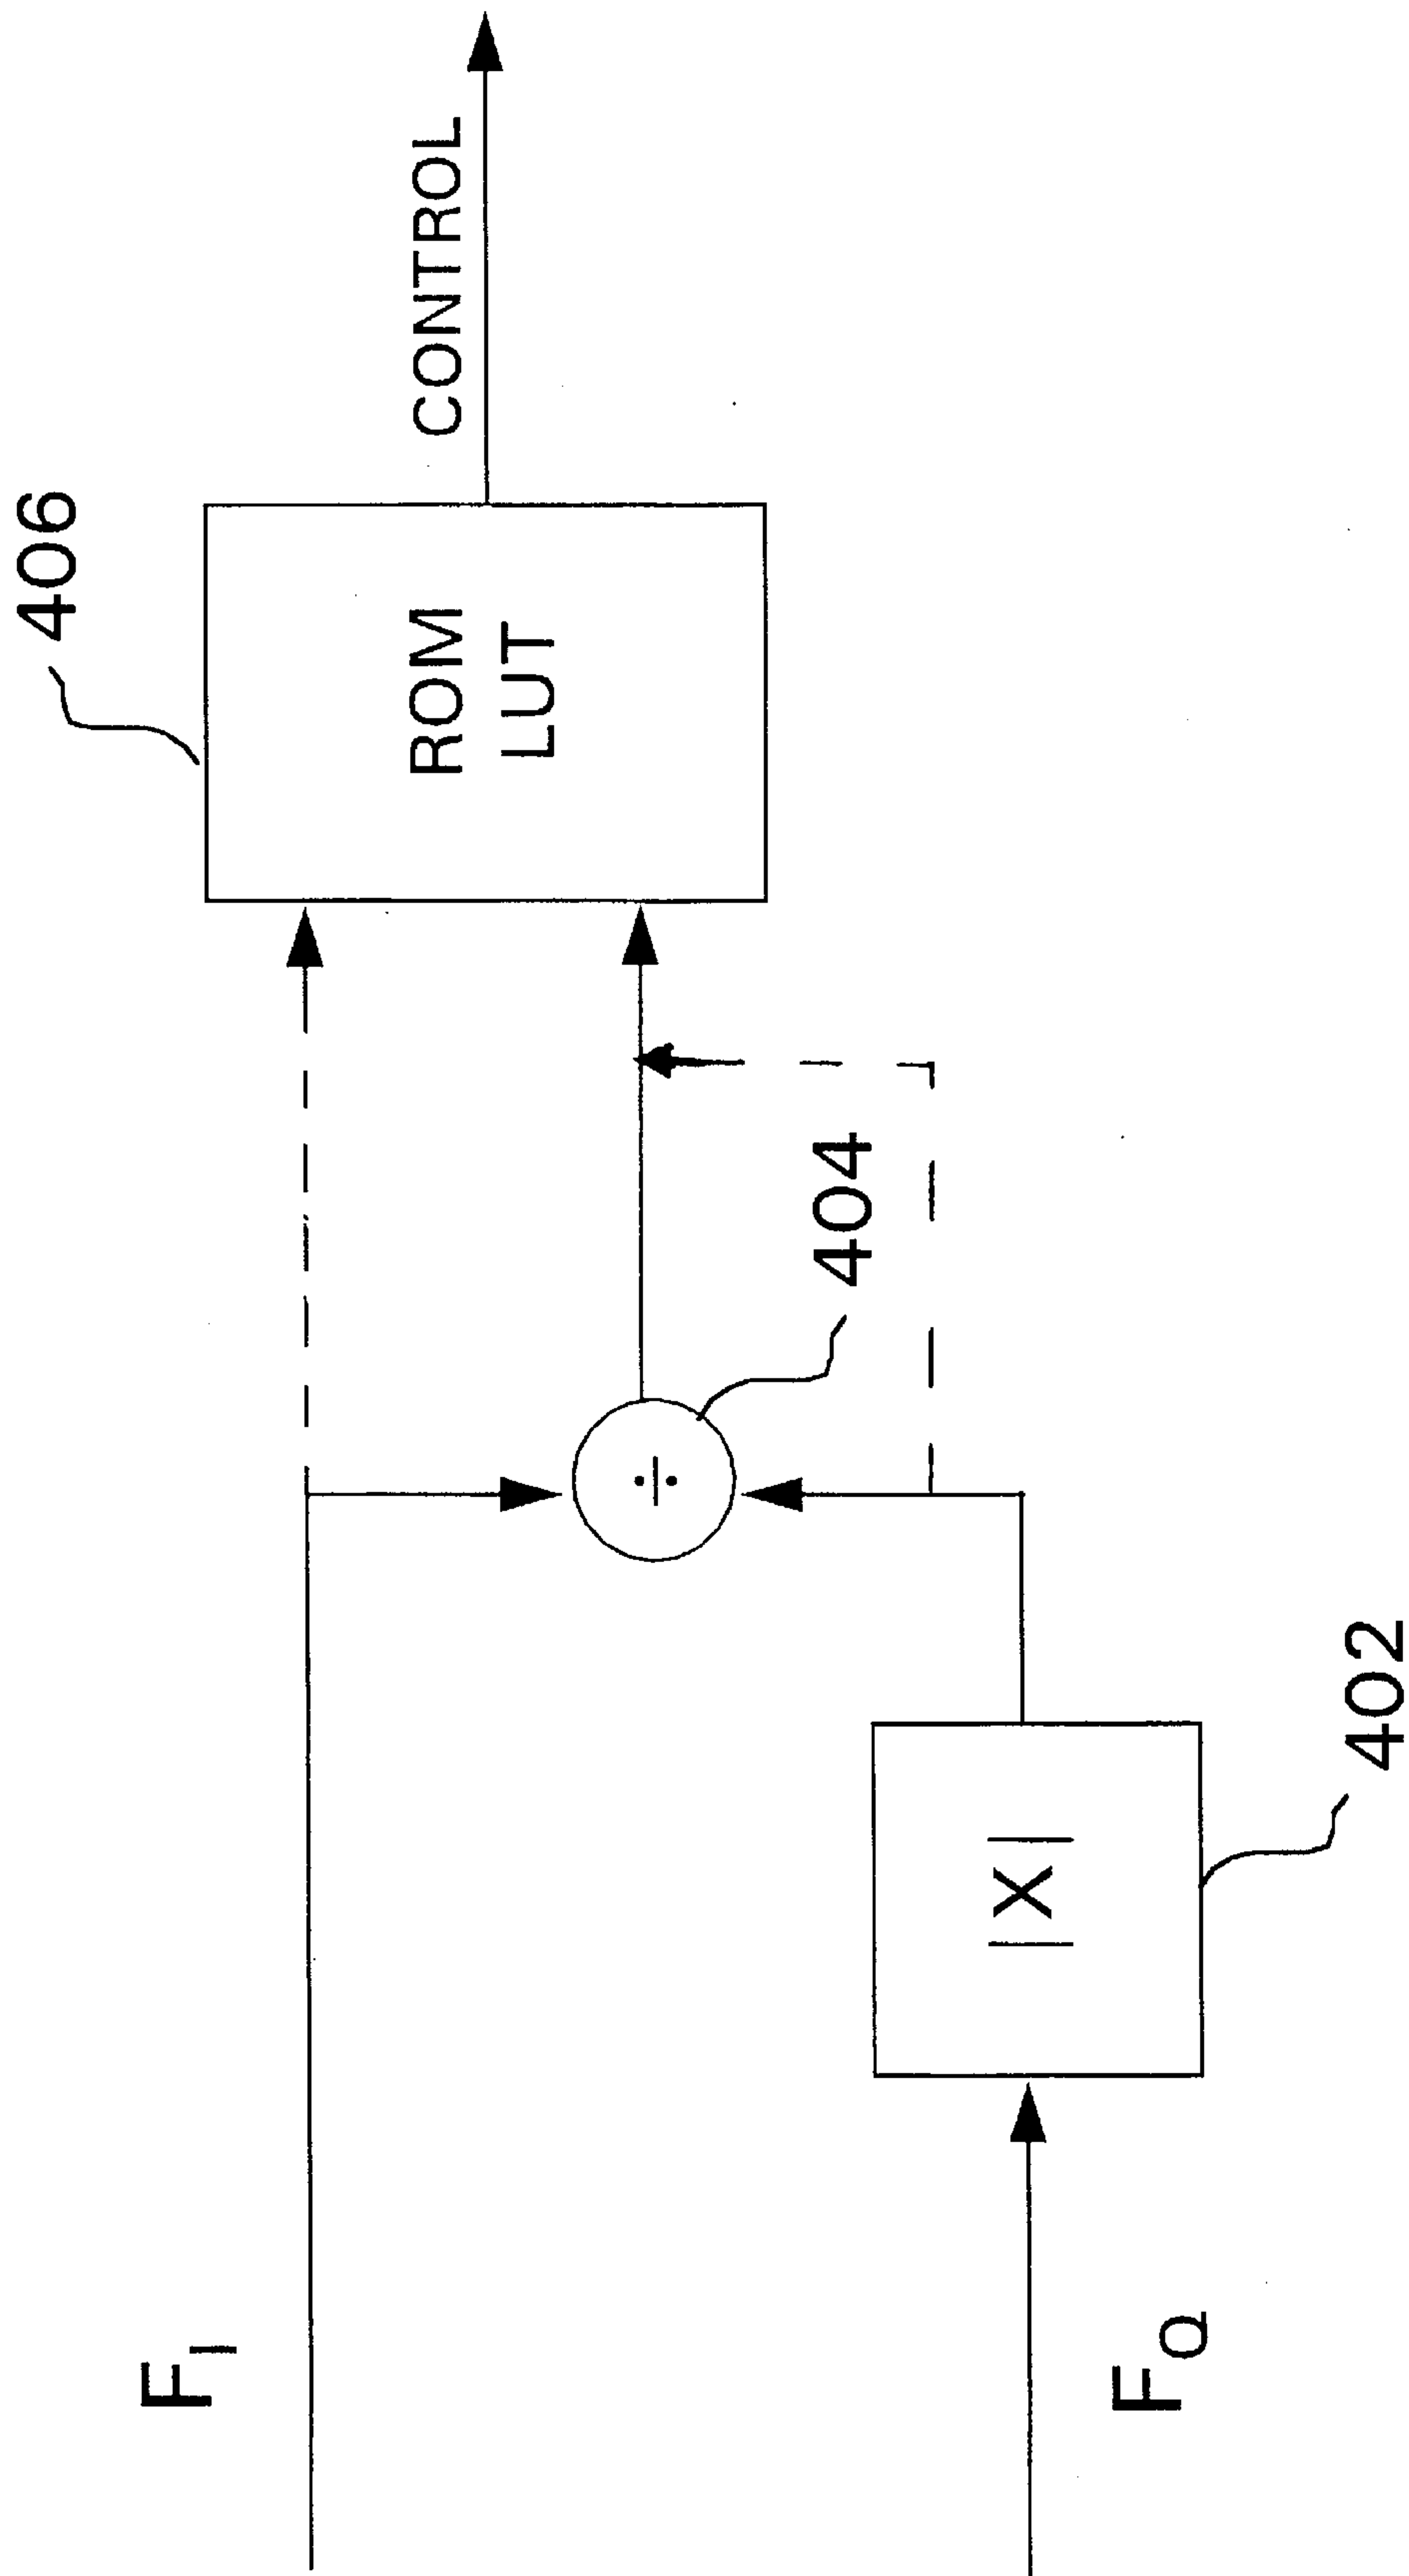 406
CONTROL
ROM
LUT
404
÷
|X|
402
F_I
F_Q